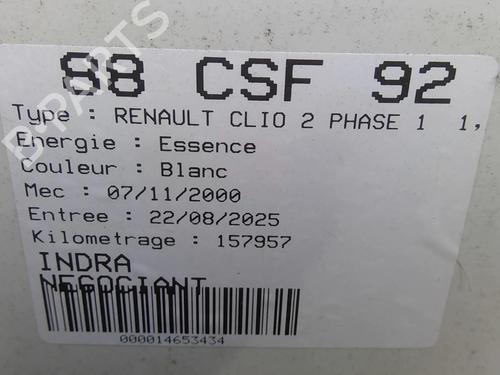 88 CSF 92
Type : RENAULT CLIO 2 PHASE 1 1,
Energie : Essence
Couleur : Blanc
Mec : 07/11/2000
Entree : 22/08/2025
Kilometrage : 157957
INDRA
NEGOCIANT
000014653434
B-PARTS